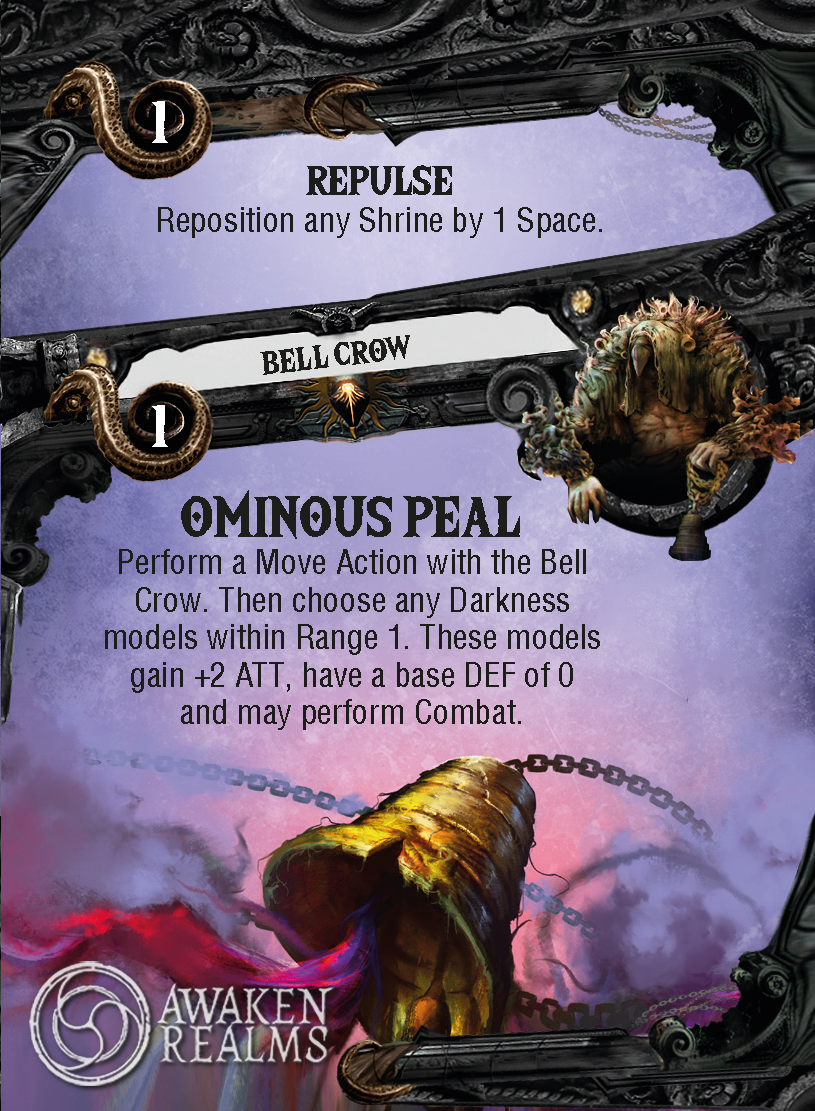 1
REPULSE
Reposition any Shrine by 1 Space.
BELL CROW
1
OMINOUS PEAL
Perform a Move Action with the Bell
Crow. Then choose any Darkness
models within Range 1. These models
gain +2 ATT, have a base DEF of 0
and may perform Combat.
AWAKEN
REALMS